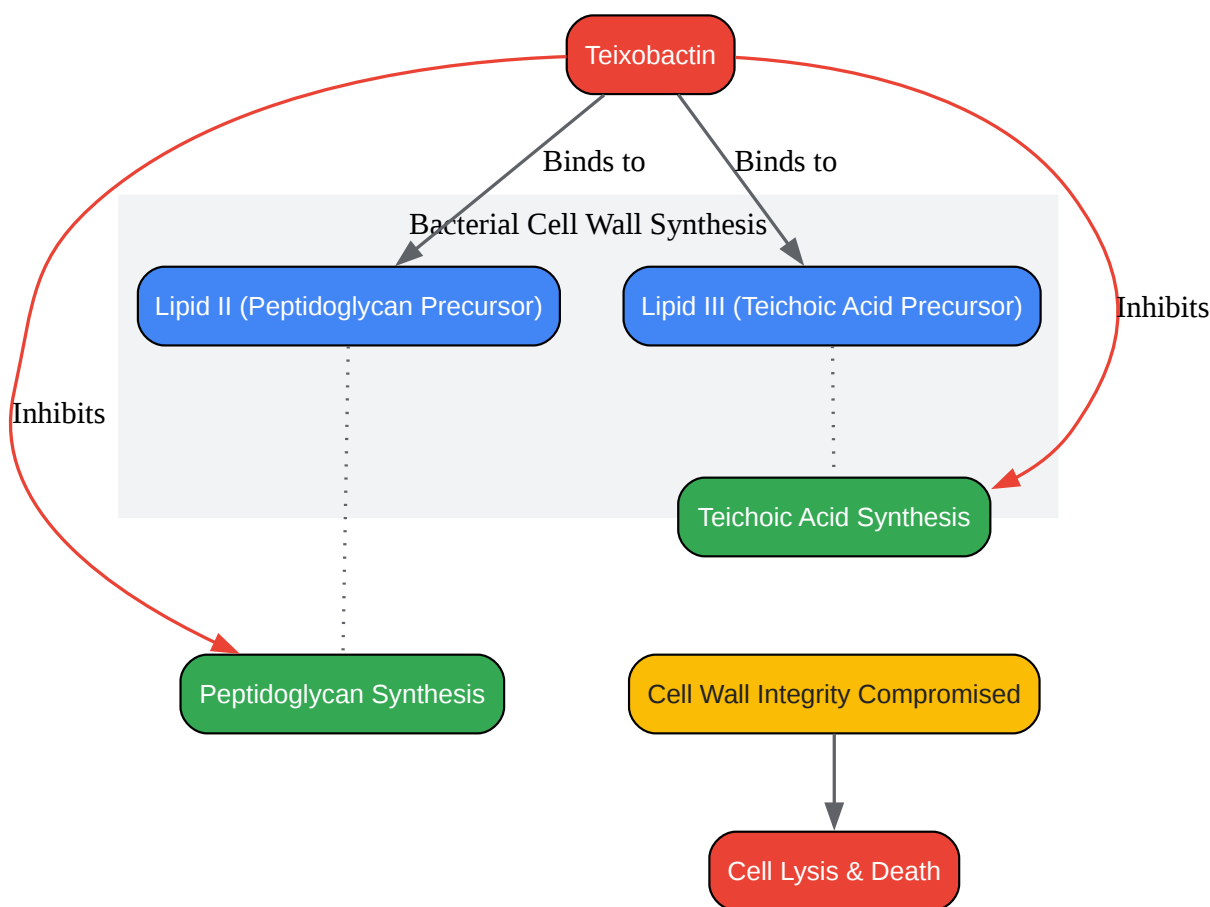 Teixobactin
Binds to
Binds to
Bacterial Cell Wall Synthesis
Lipid II (Peptidoglycan Precursor)
Lipid III (Teichoic Acid Precursor)
Inhibits
Inhibits
Teichoic Acid Synthesis
Peptidoglycan Synthesis
Cell Wall Integrity Compromised
Cell Lysis & Death